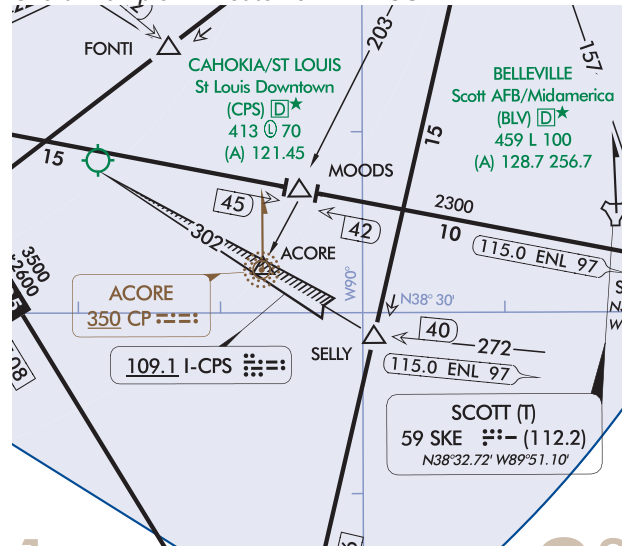 FONTI
203
157
CAHOKIA/ST LOUIS
St Louis Downtown
(CPS) D★
413 Ⓛ 70
(A) 121.45
BELLEVILLE
Scott AFB/Midamerica
(BLV) D★
459 L 100
(A) 128.7 256.7
15
15
MOODS
45
42
2300
10
115.0 ENL 97
302
ACORE
3500
*2600
ACORE
350 CP
W90°
N38° 30'
109.1 I-CPS
SELLY
40
272
115.0 ENL 97
SCOTT (T)
59 SKE (112.2)
N38°32.72' W89°51.10'